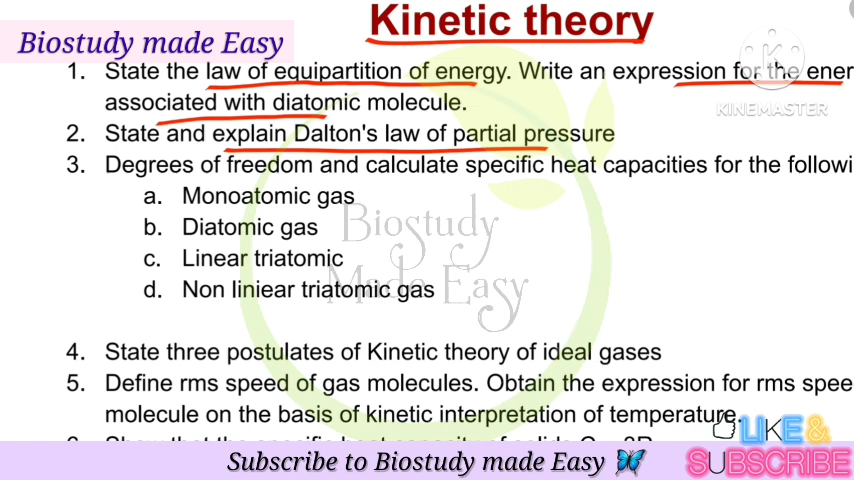 Kinetic theory
Biostudy made Easy
KINEMASTER
1. State the law of equipartition of energy. Write an expression for the ener
associated with diatomic molecule.
2. State and explain Dalton's law of partial pressure
3. Degrees of freedom and calculate specific heat capacities for the followi
a. Monoatomic gas
b. Diatomic gas
c. Linear triatomic
d. Non liniear triatomic gas
Biostudy
Made Easy
4. State three postulates of Kinetic theory of ideal gases
5. Define rms speed of gas molecules. Obtain the expression for rms spee
molecule on the basis of kinetic interpretation of temperature.
LIKE &
SUBSCRIBE
Subscribe to Biostudy made Easy